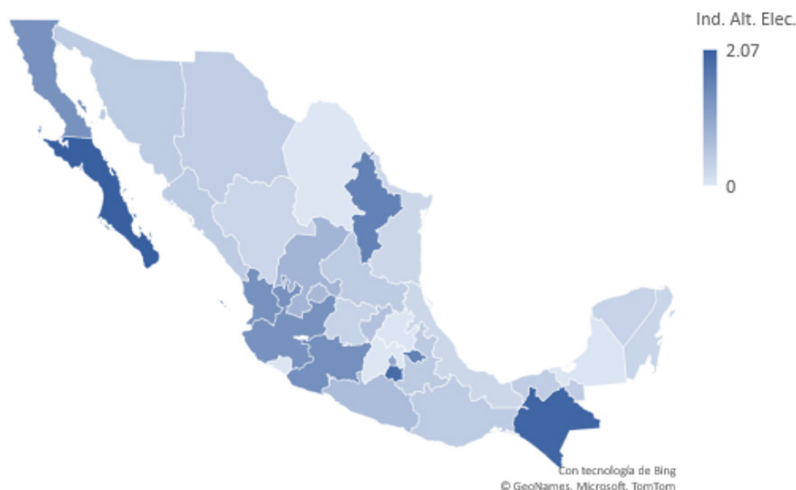 Ind. Alt. Elec.
2.07
0
Con tecnología de Bing
© GeoNames, Microsoft, TomTom